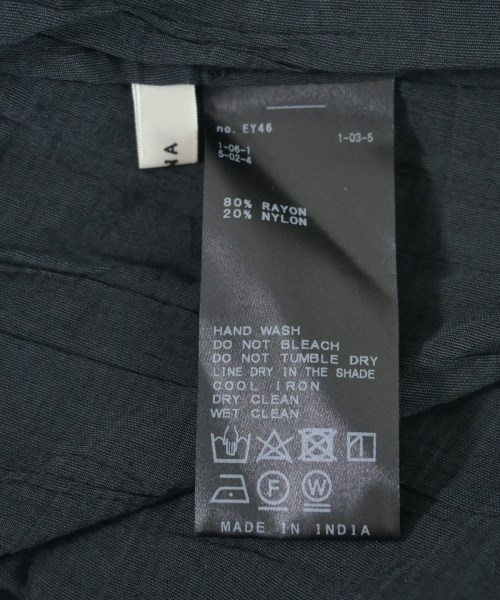 NA
no. EY46
1-03-5
1-06-1
5-02-4
80% RAYON
20% NYLON
HAND WASH
DO NOT BLEACH
DO NOT TUMBLE DRY
LINE DRY IN THE SHADE
COOL IRON
DRY CLEAN
WET CLEAN
F
W
MADE IN INDIA